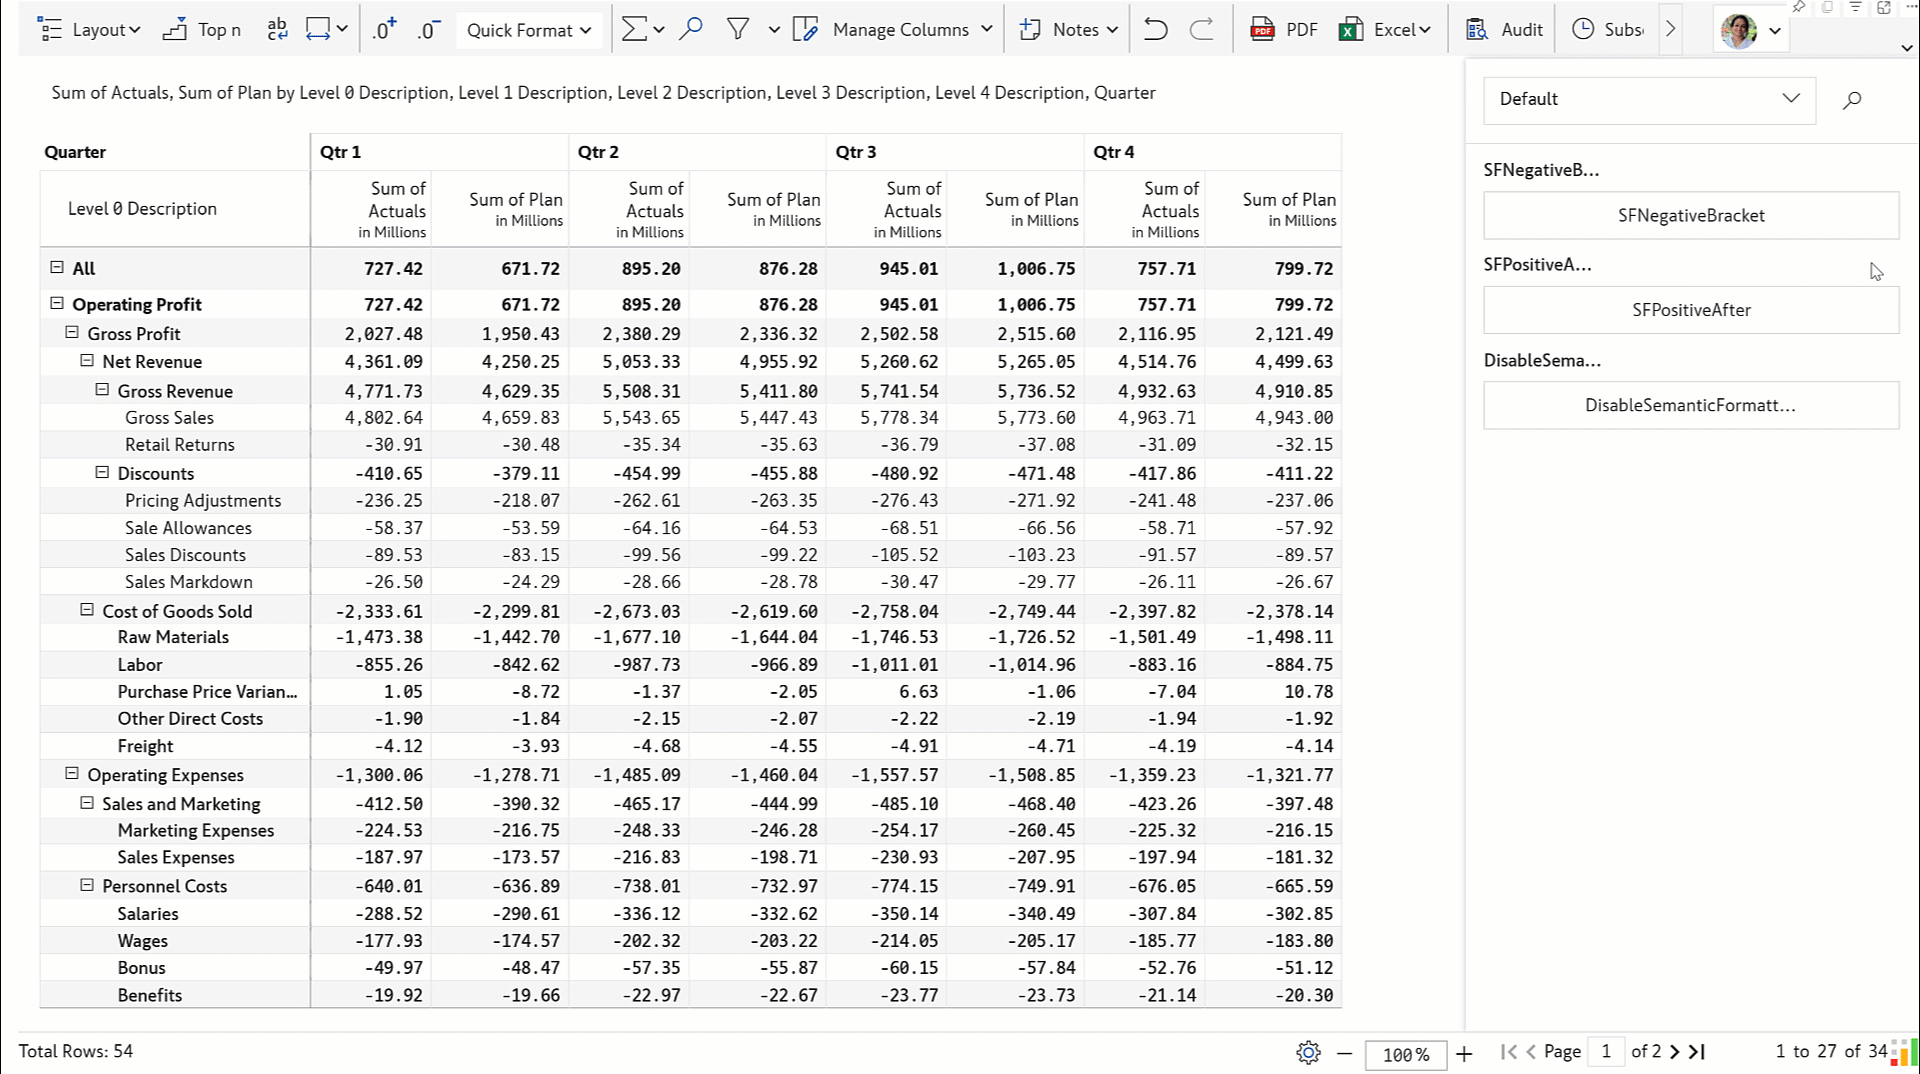 Layout Top n ab c Quick Format Manage Columns Notes PDF PDF Excel Audit Subs
Sum of Actuals, Sum of Plan by Level 0 Description, Level 1 Description, Level 2 Description, Level 3 Description, Level 4 Description, Quarter
Default
Quarter Qtr 1 Qtr 2 Qtr 3 Qtr 4
Level 0 Description Sum of Actuals in Millions Sum of Plan in Millions Sum of Actuals in Millions Sum of Plan in Millions Sum of Actuals in Millions Sum of Plan in Millions Sum of Actuals in Millions Sum of Plan in Millions
All 727.42 671.72 895.20 876.28 945.01 1,006.75 757.71 799.72
Operating Profit 727.42 671.72 895.20 876.28 945.01 1,006.75 757.71 799.72
Gross Profit 2,027.48 1,950.43 2,380.29 2,336.32 2,502.58 2,515.60 2,116.95 2,121.49
Net Revenue 4,361.09 4,250.25 5,053.33 4,955.92 5,260.62 5,265.05 4,514.76 4,499.63
Gross Revenue 4,771.73 4,629.35 5,508.31 5,411.80 5,741.54 5,736.52 4,932.63 4,910.85
Gross Sales 4,802.64 4,659.83 5,543.65 5,447.43 5,778.34 5,773.60 4,963.71 4,943.00
Retail Returns -30.91 -30.48 -35.34 -35.63 -36.79 -37.08 -31.09 -32.15
Discounts -410.65 -379.11 -454.99 -455.88 -480.92 -471.48 -417.86 -411.22
Pricing Adjustments -236.25 -218.07 -262.61 -263.35 -276.43 -271.92 -241.48 -237.06
Sale Allowances -58.37 -53.59 -64.16 -64.53 -68.51 -66.56 -58.71 -57.92
Sales Discounts -89.53 -83.15 -99.56 -99.22 -105.52 -103.23 -91.57 -89.57
Sales Markdown -26.50 -24.29 -28.66 -28.78 -30.47 -29.77 -26.11 -26.67
Cost of Goods Sold -2,333.61 -2,299.81 -2,673.03 -2,619.60 -2,758.04 -2,749.44 -2,397.82 -2,378.14
Raw Materials -1,473.38 -1,442.70 -1,677.10 -1,644.04 -1,746.53 -1,726.52 -1,501.49 -1,498.11
Labor -855.26 -842.62 -987.73 -966.89 -1,011.01 -1,014.96 -883.16 -884.75
Purchase Price Varian... 1.05 -8.72 -1.37 -2.05 6.63 -1.06 -7.04 10.78
Other Direct Costs -1.90 -1.84 -2.15 -2.07 -2.22 -2.19 -1.94 -1.92
Freight -4.12 -3.93 -4.68 -4.55 -4.91 -4.71 -4.19 -4.14
Operating Expenses -1,300.06 -1,278.71 -1,485.09 -1,460.04 -1,557.57 -1,508.85 -1,359.23 -1,321.77
Sales and Marketing -412.50 -390.32 -465.17 -444.99 -485.10 -468.40 -423.26 -397.48
Marketing Expenses -224.53 -216.75 -248.33 -246.28 -254.17 -260.45 -225.32 -216.15
Sales Expenses -187.97 -173.57 -216.83 -198.71 -230.93 -207.95 -197.94 -181.32
Personnel Costs -640.01 -636.89 -738.01 -732.97 -774.15 -749.91 -676.05 -665.59
Salaries -288.52 -290.61 -336.12 -332.62 -350.14 -340.49 -307.84 -302.85
Wages -177.93 -174.57 -202.32 -203.22 -214.05 -205.17 -185.77 -183.80
Bonus -49.97 -48.47 -57.35 -55.87 -60.15 -57.84 -52.76 -51.12
Benefits -19.92 -19.66 -22.97 -22.67 -23.77 -23.73 -21.14 -20.30
SFNegativeB...
SFNegativeBracket
SFPositiveA...
SFPositiveAfter
DisableSema...
DisableSemanticFormatt...
Total Rows: 54 100% Page 1 of 2 1 to 27 of 34